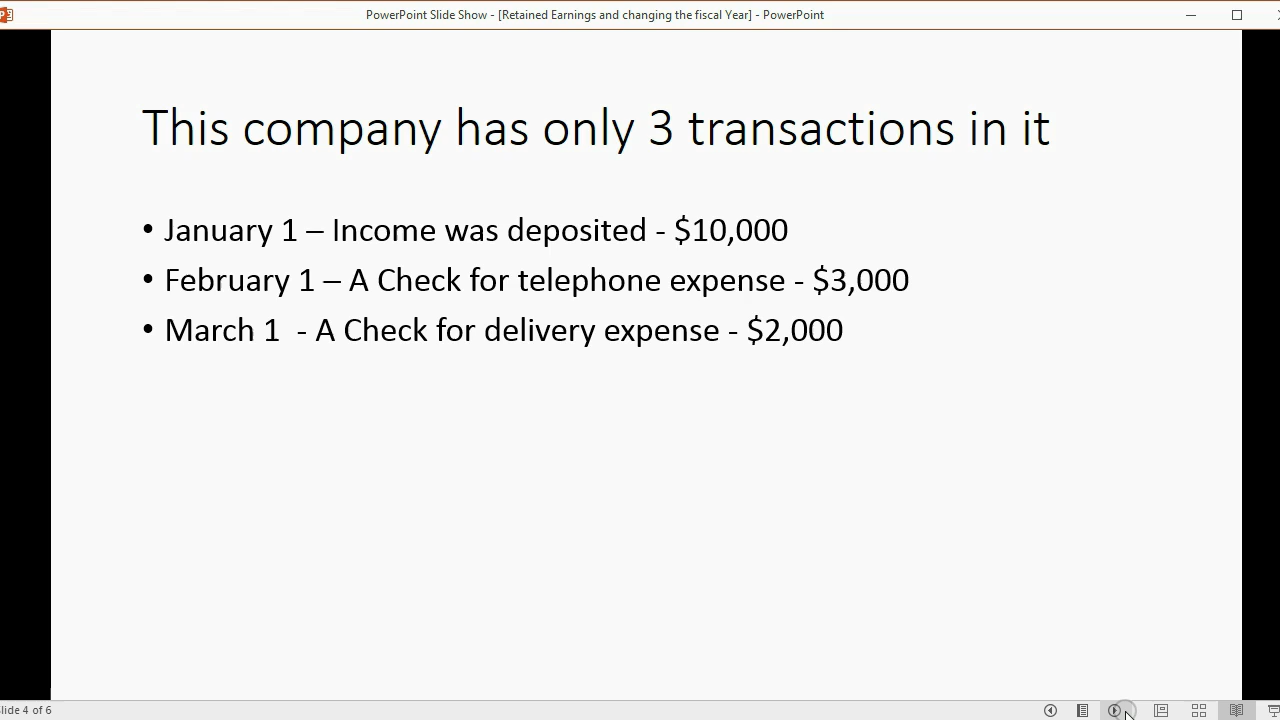 PowerPoint Slide Show - [Retained Earnings and changing the fiscal Year] - PowerPoint
This company has only 3 transactions in it
• January 1 – Income was deposited - $10,000
• February 1 – A Check for telephone expense - $3,000
• March 1 - A Check for delivery expense - $2,000
lide 4 of 6